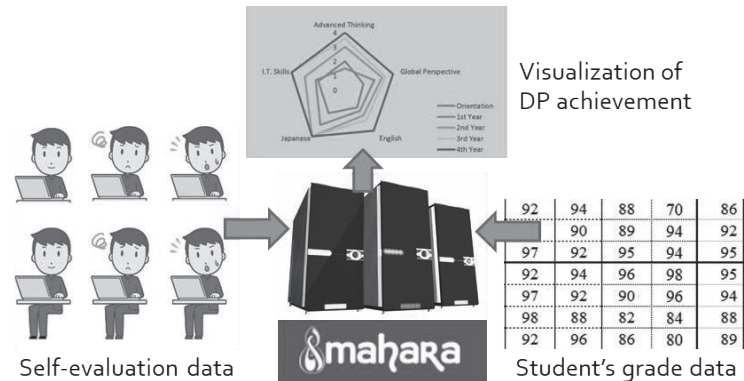 Advanced Thinking
4
3
2
1
0
I.T. Skills
Global Perspective
Japanese
English
Orientation
1st Year
2nd Year
3rd Year
4th Year
Visualization of
DP achievement
92 94 88 70 86
90 89 94 92
97 92 95 94 95
92 94 96 98 95
97 92 90 96 94
98 88 82 84 88
92 96 86 80 89
mahara
Self-evaluation data
Student's grade data